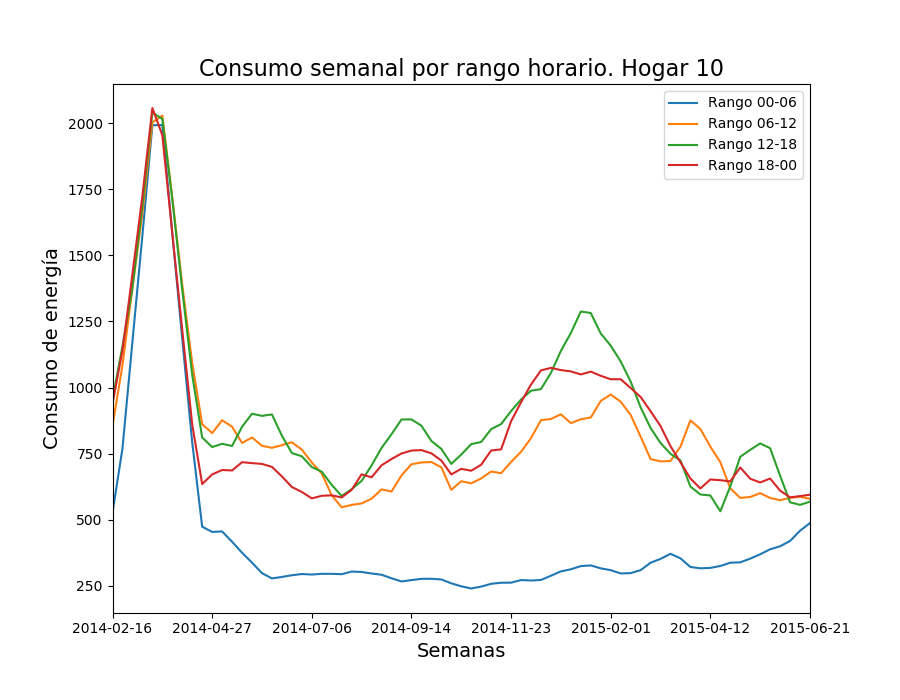 Consumo semanal por rango horario. Hogar 10
Rango 00-06
Rango 06-12
Rango 12-18
Rango 18-00
2000
1750
1500
1250
1000
750
500
250
Consumo de energía
2014-02-16 2014-04-27 2014-07-06 2014-09-14 2014-11-23 2015-02-01 2015-04-12 2015-06-21
Semanas